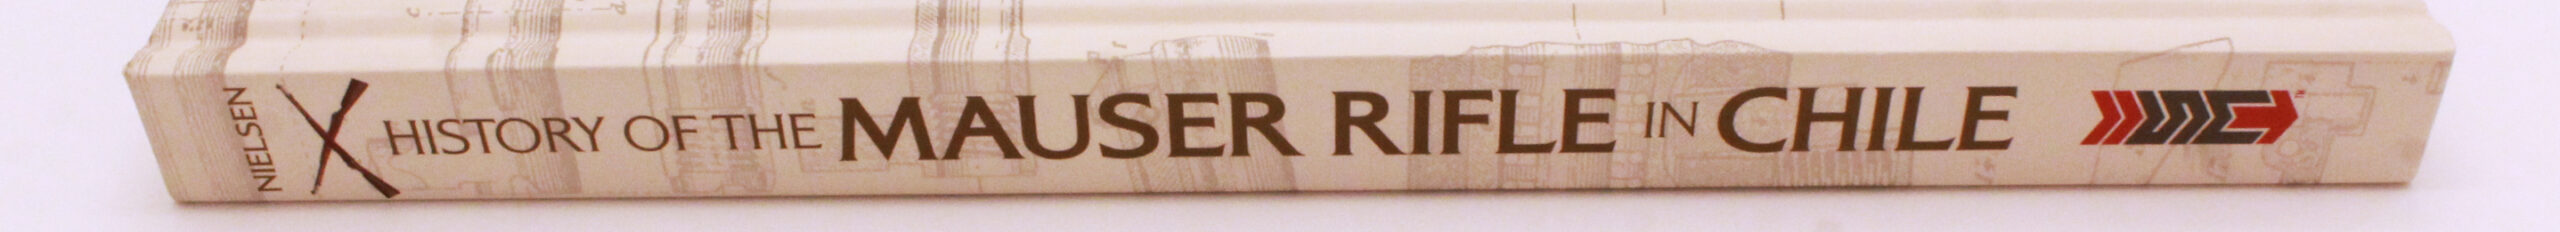 NIELSEN
HISTORY OF THE MAUSER RIFLE IN CHILE